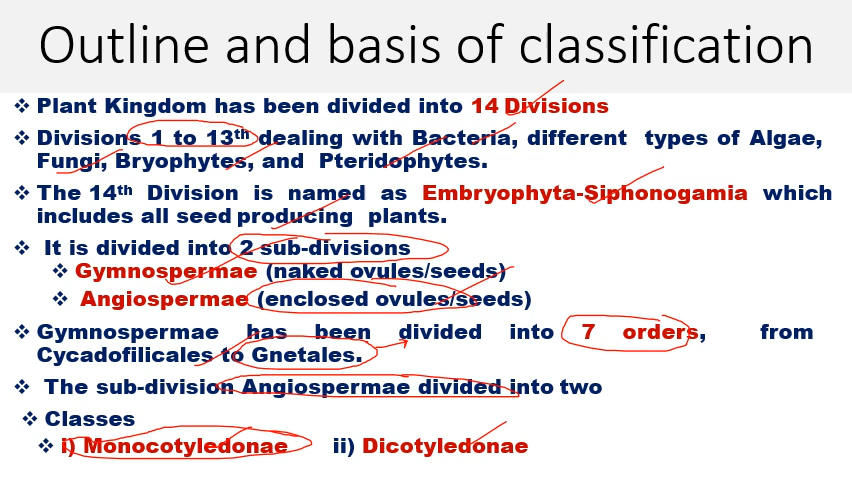 Outline and basis of classification
❖ Plant Kingdom has been divided into 14 Divisions
❖ Divisions 1 to 13th dealing with Bacteria, different types of Algae,
Fungi, Bryophytes, and Pteridophytes.
❖ The 14th Division is named as Embryophyta-Siphonogamia which
includes all seed producing plants.
❖ It is divided into 2 sub-divisions
❖ Gymnospermae (naked ovules/seeds)
❖ Angiospermae (enclosed ovules/seeds)
❖ Gymnospermae has been divided into 7 orders, from
Cycadofilicales to Gnetales.
❖ The sub-division Angiospermae divided into two
❖ Classes
❖ i) Monocotyledonae ii) Dicotyledonae